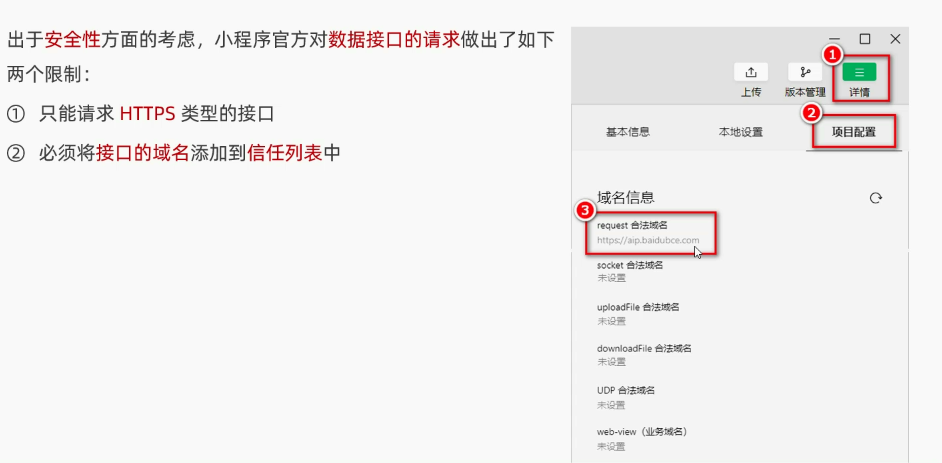 出于安全性方面的考虑，小程序官方对数据接口的请求做出了如下
两个限制：
① 只能请求 HTTPS 类型的接口
② 必须将接口的域名添加到信任列表中
1
上传 版本管理 详情
2
基本信息 本地设置 项目配置
域名信息
3
request 合法域名
https://aip.baidubce.com
socket 合法域名
未设置
uploadFile 合法域名
未设置
downloadFile 合法域名
未设置
UDP 合法域名
未设置
web-view（业务域名）
未设置